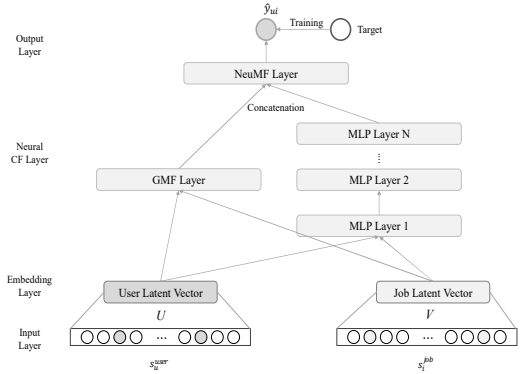 ŷui
Training
Target
Output
Layer
NeuMF Layer
Concatenation
Neural
CF Layer
MLP Layer N
⋮
GMF Layer
MLP Layer 2
MLP Layer 1
Embedding
Layer
User Latent Vector
Job Latent Vector
U
V
Input
Layer
...
...
s_u^user
s_i^job